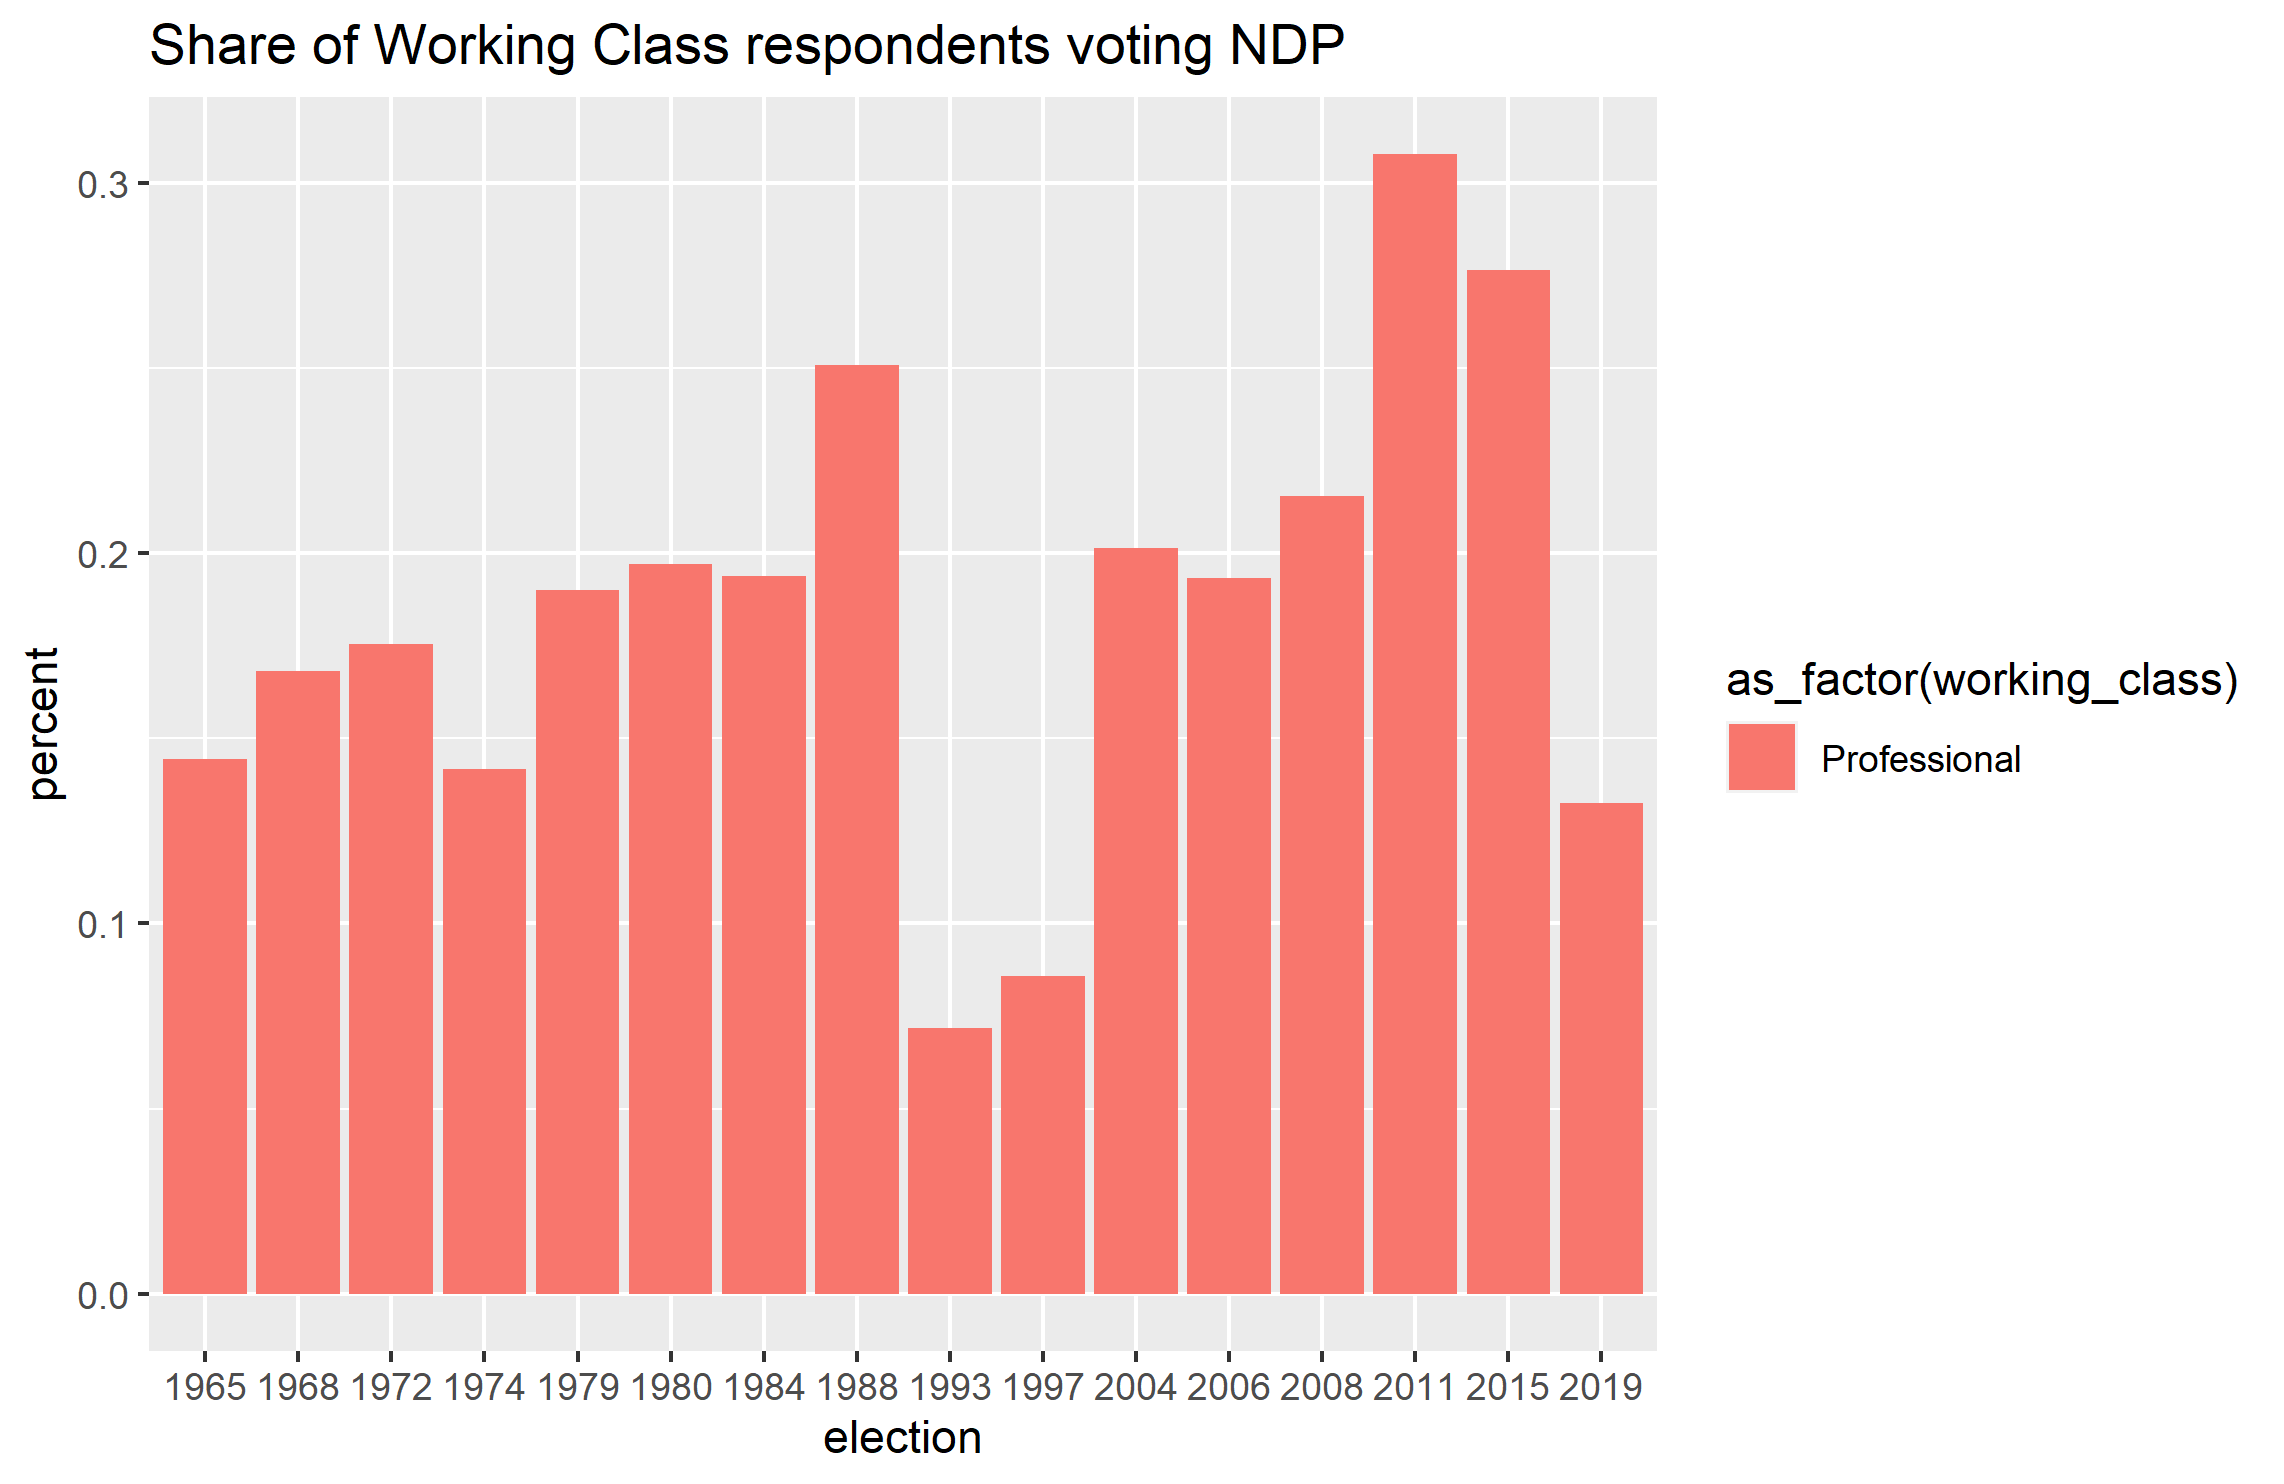 Share of Working Class respondents voting NDP
0.3
0.2
0.1
0.0
percent
1965 1968 1972 1974 1979 1980 1984 1988 1993 1997 2004 2006 2008 2011 2015 2019
election
as_factor(working_class)
Professional